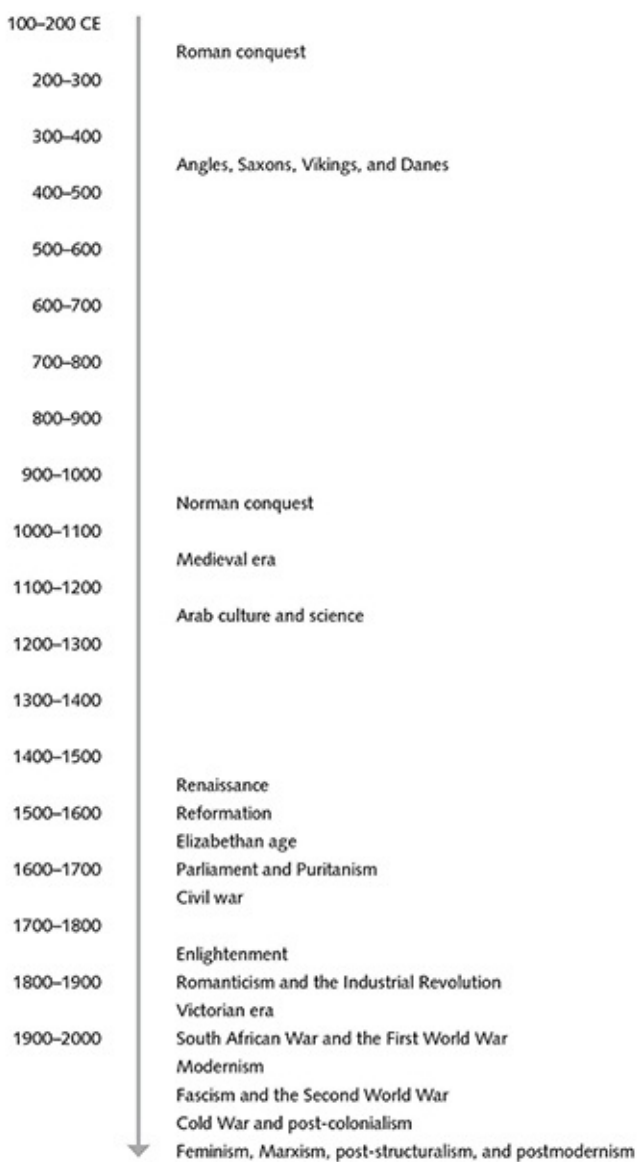 100–200 CE
Roman conquest
200–300
300–400
Angles, Saxons, Vikings, and Danes
400–500
500–600
600–700
700–800
800–900
900–1000
Norman conquest
1000–1100
Medieval era
1100–1200
Arab culture and science
1200–1300
1300–1400
1400–1500
Renaissance
1500–1600 Reformation
Elizabethan age
1600–1700 Parliament and Puritanism
Civil war
1700–1800
Enlightenment
1800–1900 Romanticism and the Industrial Revolution
Victorian era
1900–2000 South African War and the First World War
Modernism
Fascism and the Second World War
Cold War and post-colonialism
Feminism, Marxism, post-structuralism, and postmodernism